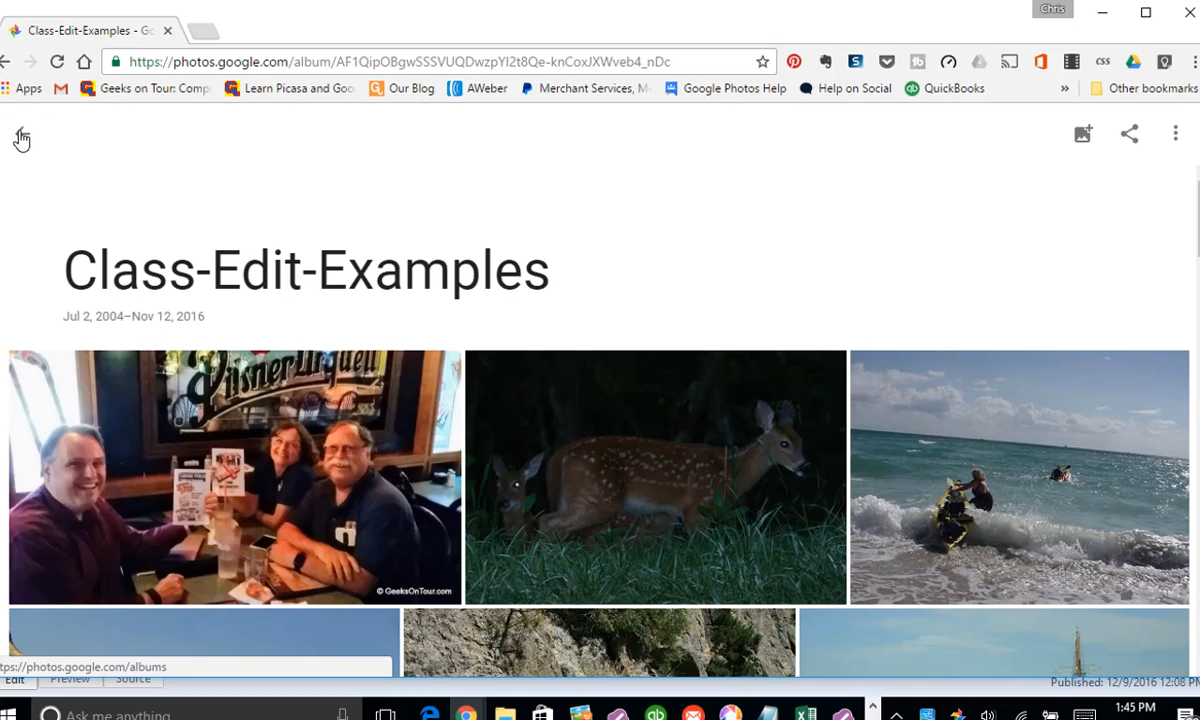 Chris
Class-Edit-Examples - Go
https://photos.google.com/album/AF1QipOBgwSSSVUQDwzpYI2t8Qe-knCoxJXWveb4_nDc
Apps
Geeks on Tour: Comp
Learn Picasa and Goo
Our Blog
AWeber
Merchant Services, M
Google Photos Help
Help on Social
QuickBooks
» Other bookmarks
Class-Edit-Examples
Jul 2, 2004–Nov 12, 2016
Pilsner Urquell
© GeeksOnTour.com
tps://photos.google.com/albums
Edit
Preview
Source
Published: 12/9/2016 12:08 PM
Ask me anything
1:45 PM